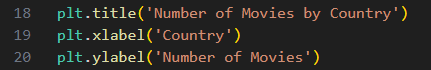 18 plt.title('Number of Movies by Country')
19 plt.xlabel('Country')
20 plt.ylabel('Number of Movies')